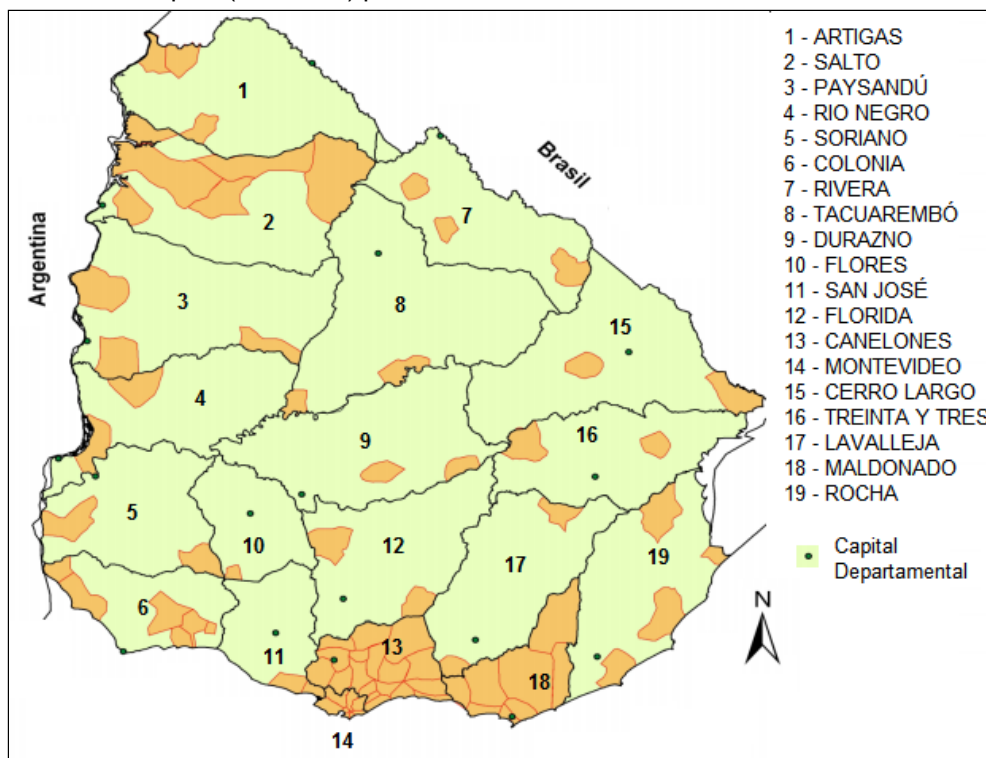 1 - ARTIGAS
2 - SALTO
3 - PAYSANDÚ
4 - RIO NEGRO
5 - SORIANO
6 - COLONIA
7 - RIVERA
8 - TACUAREMBÓ
9 - DURAZNO
10 - FLORES
11 - SAN JOSÉ
12 - FLORIDA
13 - CANELONES
14 - MONTEVIDEO
15 - CERRO LARGO
16 - TREINTA Y TRES
17 - LAVALLEJA
18 - MALDONADO
19 - ROCHA
Capital
Departamental
N
Argentina
Brasil
1
2
7
3
8
15
4
9
16
5
10
12
17
19
6
11
13
18
14